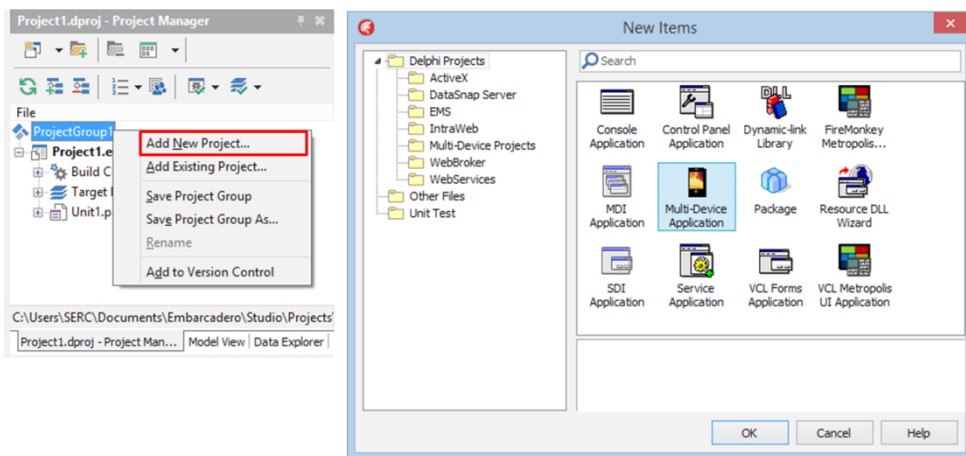 Project1.dproj - Project Manager
File
ProjectGroup1
Project1.e
Build C
Target
Unit1.p
Add New Project...
Add Existing Project...
Save Project Group
Save Project Group As...
Rename
Add to Version Control
C:\Users\SERC\Documents\Embarcadero\Studio\Projects\
Project1.dproj - Project Man... Model View Data Explorer
New Items
Delphi Projects
ActiveX
DataSnap Server
EMS
IntraWeb
Multi-Device Projects
WebBroker
WebServices
Other Files
Unit Test
Search
Console
Application
Control Panel
Application
DLL
Dynamic-link
Library
FireMonkey
Metropolis...
MDI
Application
Multi-Device
Application
Package
Resource DLL
Wizard
SDI
Application
Service
Application
VCL Forms
Application
VCL Metropolis
UI Application
OK
Cancel
Help